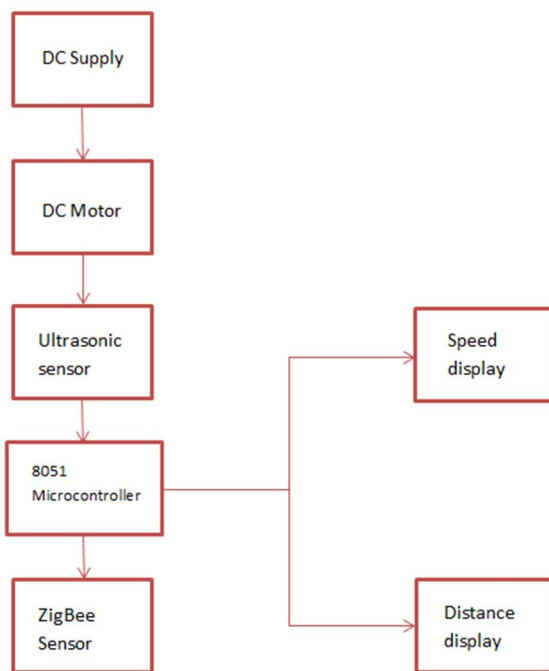 DC Supply
DC Motor
Ultrasonic
sensor
8051
Microcontroller
ZigBee
Sensor
Speed
display
Distance
display